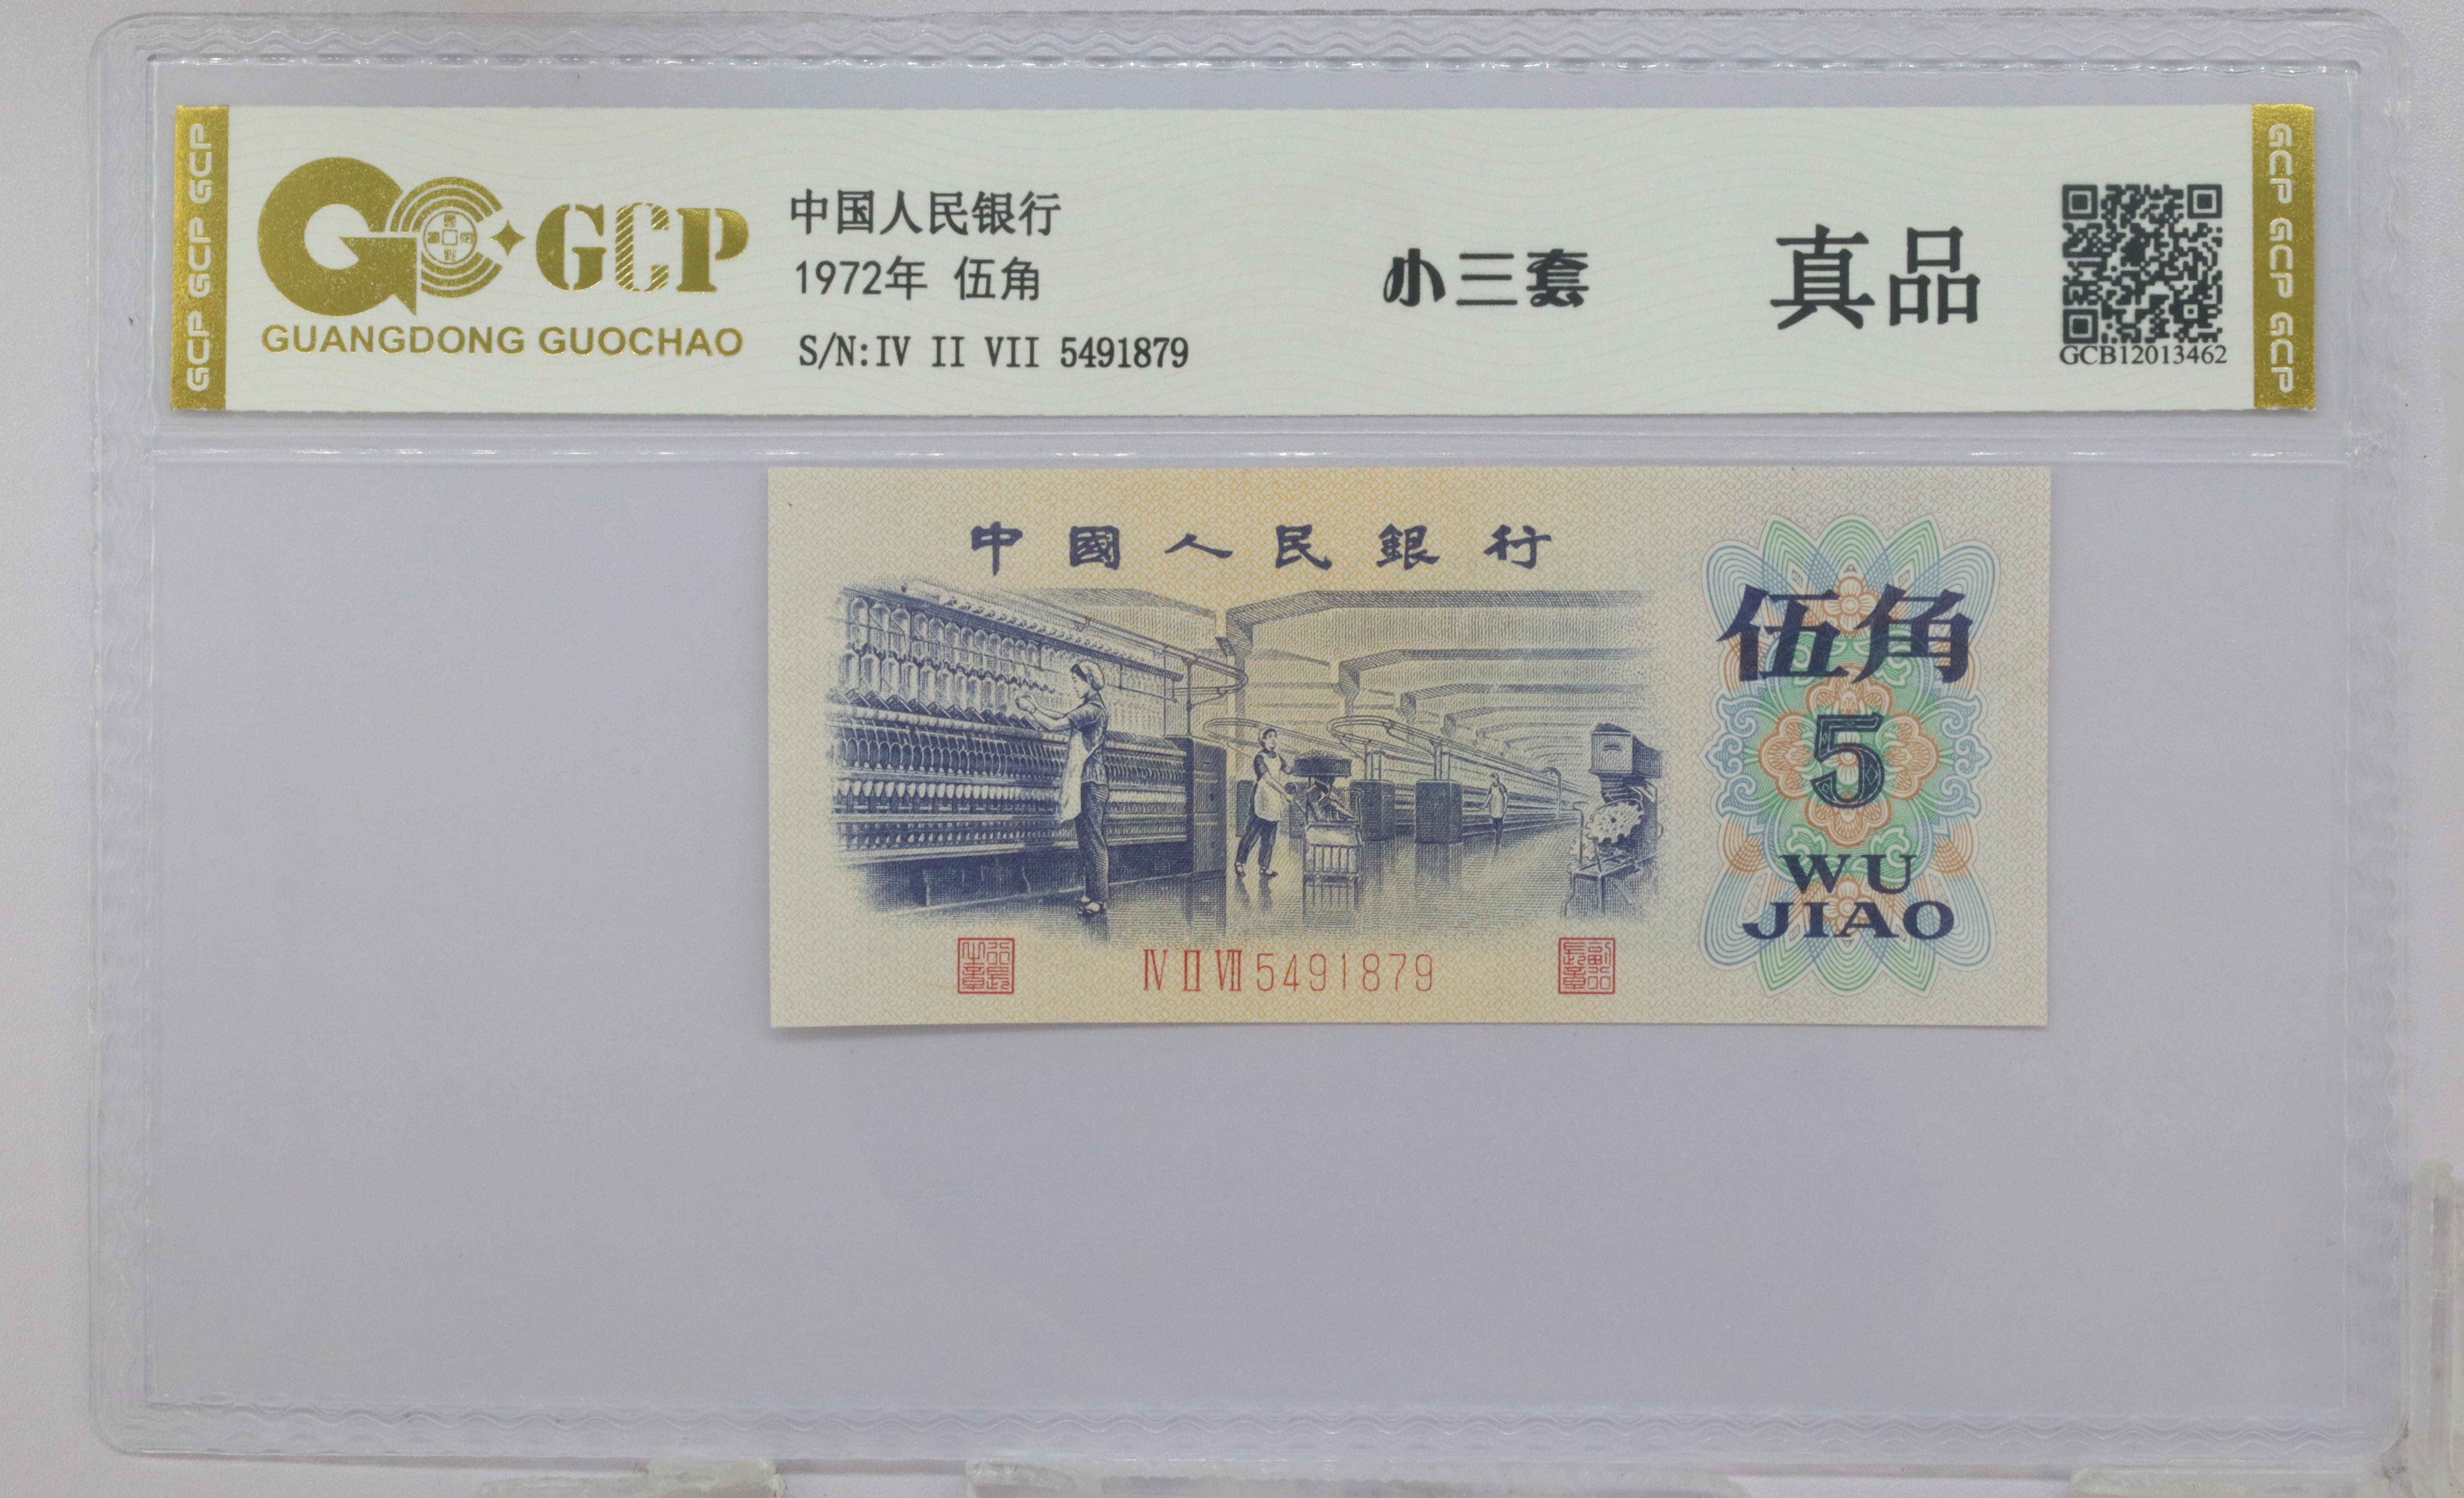 GCP GCP GCP
GCP
GUANGDONG GUOCHAO
中国人民银行
1972年 伍角
S/N:IV II VII 5491879
小三套
真品
GCB12013462
GCP GCP GCP
中國人民銀行
伍角
5
WU
JIAO
IV II VII 5491879